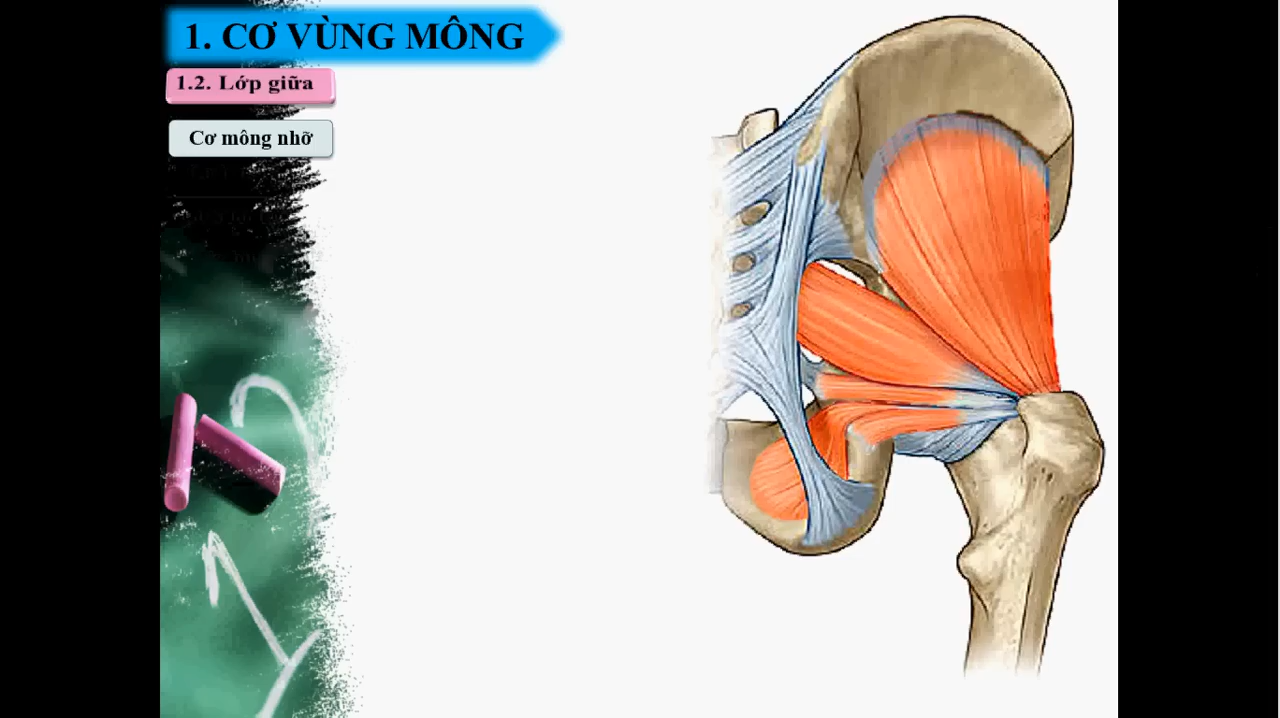 1. CƠ VÙNG MÔNG
1.2. Lớp giữa
Cơ mông nhỡ